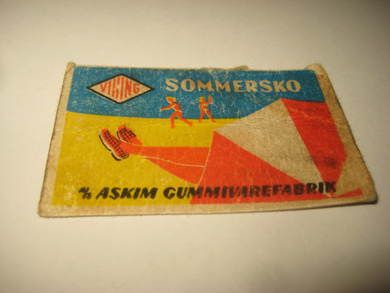 VIKING
SOMMERSKO
A/S ASKIM GUMMIVAREFABRIK